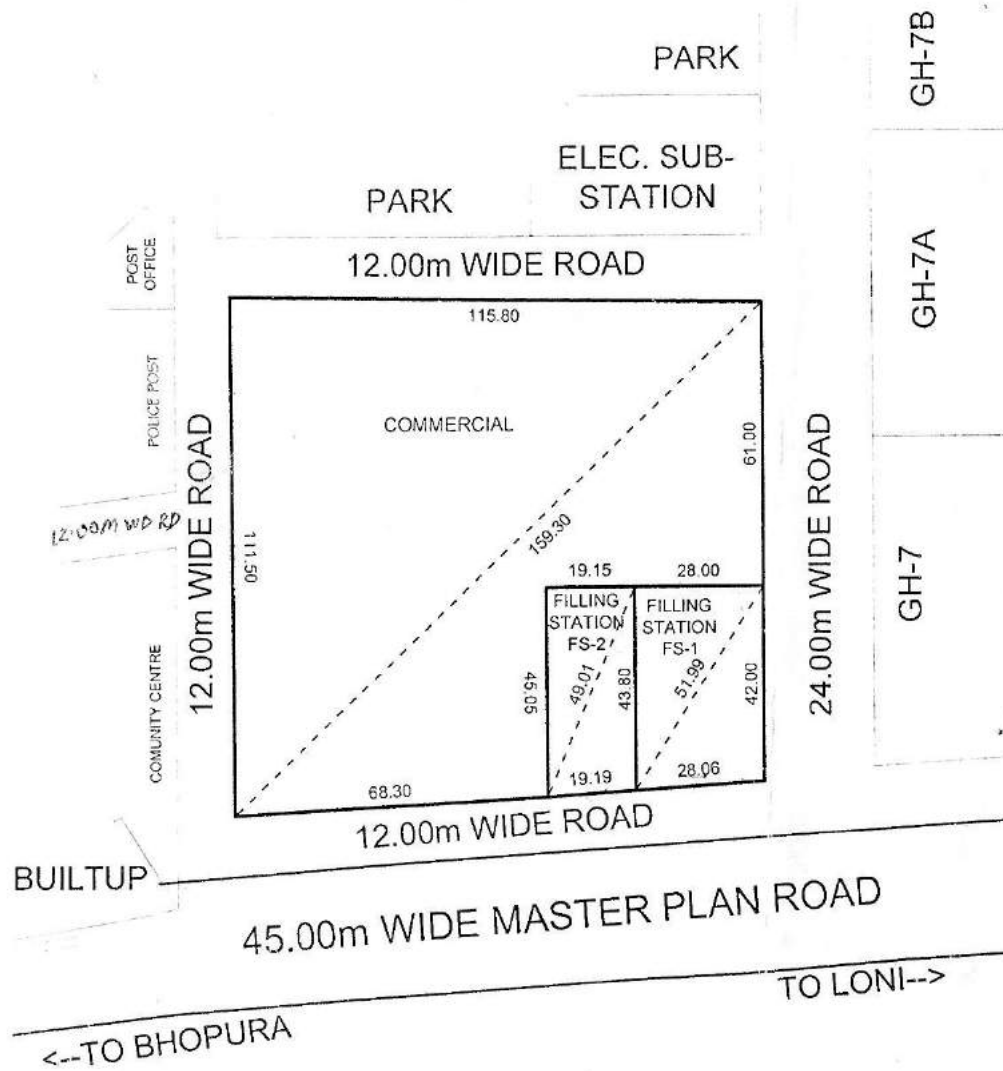 PARK
GH-7B
ELEC. SUB-
STATION
PARK
POST
OFFICE
12.00m WIDE ROAD
GH-7A
115.80
POLICE POST
COMMERCIAL
61.00
12.00m WIDE ROAD
24.00m WIDE ROAD
12.00M WD RD
111.50
159.30
GH-7
19.15
28.00
FILLING
STATION
FS-2
FILLING
STATION
FS-1
45.05
49.01
43.80
51.99
42.00
COMUNITY CENTRE
68.30
19.19
28.06
12.00m WIDE ROAD
BUILTUP
45.00m WIDE MASTER PLAN ROAD
TO LONI-->
<--TO BHOPURA